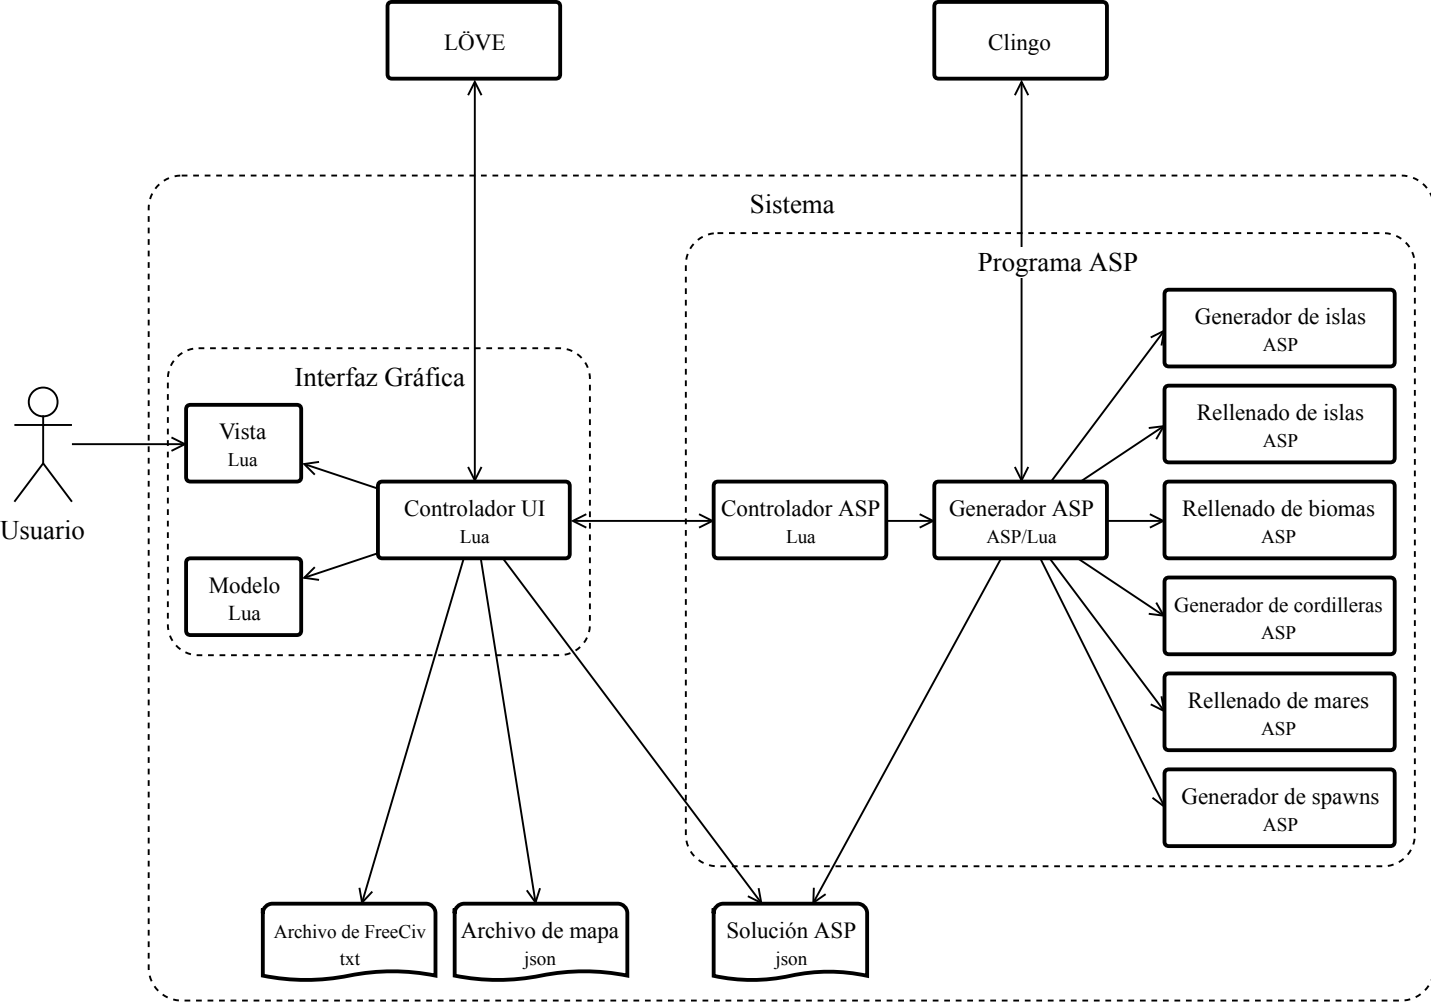 LÖVE
Clingo
Sistema
Programa ASP
Interfaz Gráfica
Usuario
Vista
Lua
Modelo
Lua
Controlador UI
Lua
Controlador ASP
Lua
Generador ASP
ASP/Lua
Generador de islas
ASP
Rellenado de islas
ASP
Rellenado de biomas
ASP
Generador de cordilleras
ASP
Rellenado de mares
ASP
Generador de spawns
ASP
Archivo de FreeCiv
txt
Archivo de mapa
json
Solución ASP
json